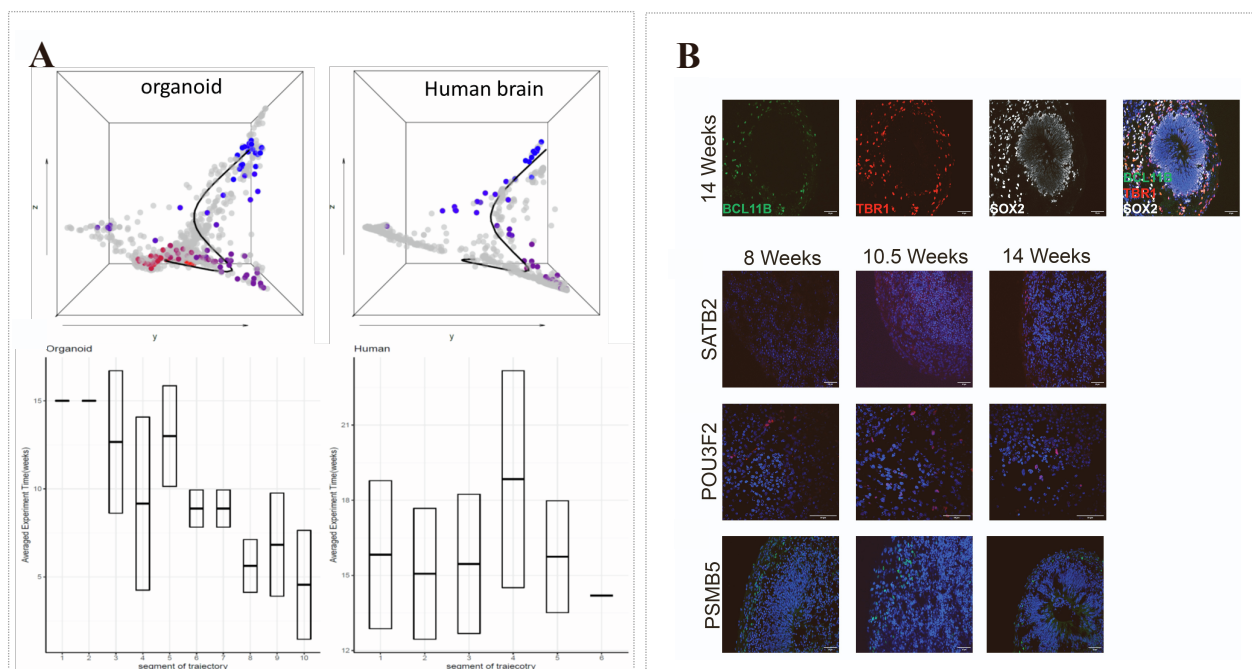 A
organoid
Human brain
z
y
z
y
Organoid
Averaged Experiment Time(weeks)
15
10
5
1 2 3 4 5 6 7 8 9 10
segment of trajectory
Human
Averaged Experiment Time(weeks)
21
18
15
12
1 2 3 4 5 6
segment of trajecotry
B
14 Weeks
BCL11B
TBR1
SOX2
BCL11B
TBR1
SOX2
8 Weeks
10.5 Weeks
14 Weeks
SATB2
POU3F2
PSMB5